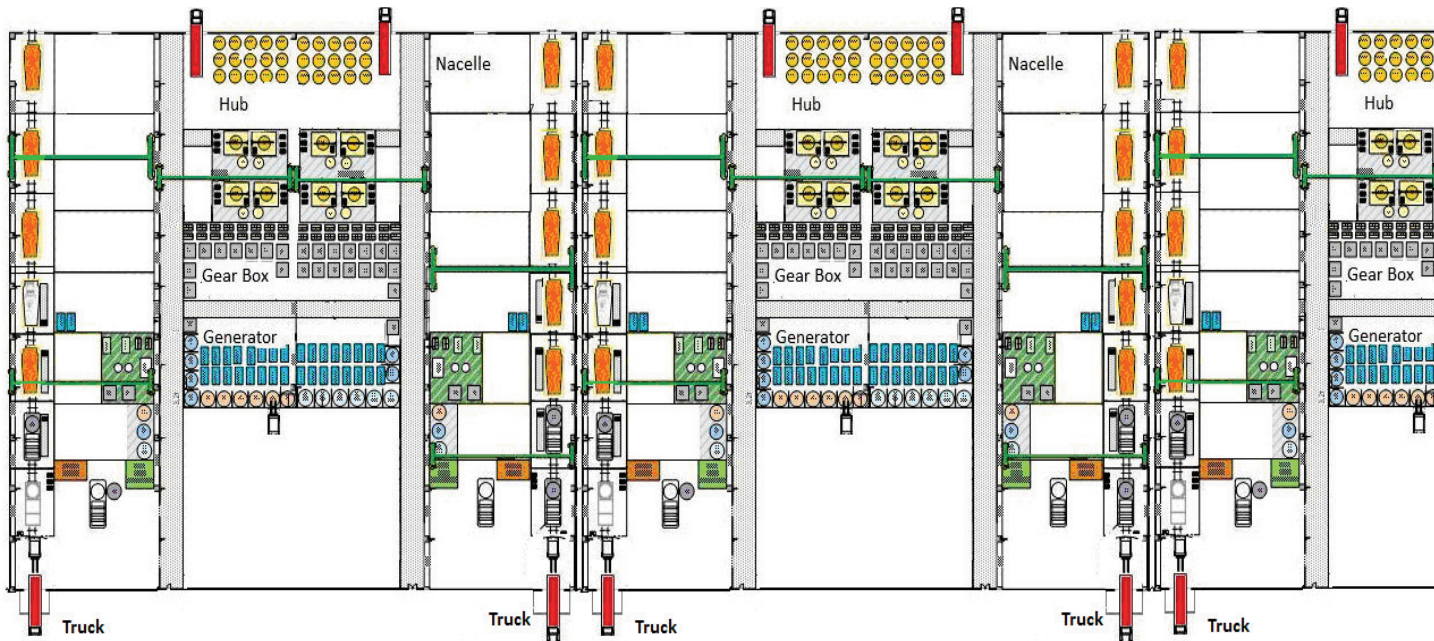 Nacelle
Nacelle
Hub
Hub
Hub
Gear Box
Gear Box
Gear Box
Generator
Generator
Generator
Truck
Truck
Truck
Truck
Truck